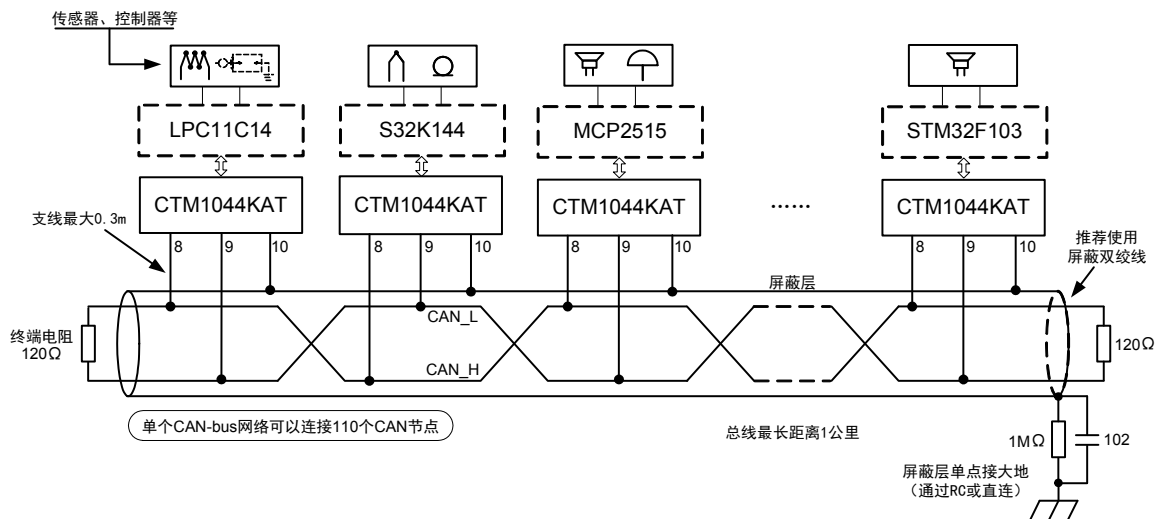 传感器、控制器等
LPC11C14
S32K144
MCP2515
STM32F103
CTM1044KAT
CTM1044KAT
CTM1044KAT
……
CTM1044KAT
支线最大0.3m
8 9 10
8 9 10
8 9 10
8 9 10
推荐使用
屏蔽双绞线
屏蔽层
CAN_L
终端电阻
120Ω
120Ω
CAN_H
单个CAN-bus网络可以连接110个CAN节点
总线最长距离1公里
1MΩ
102
屏蔽层单点接大地
（通过RC或直连）